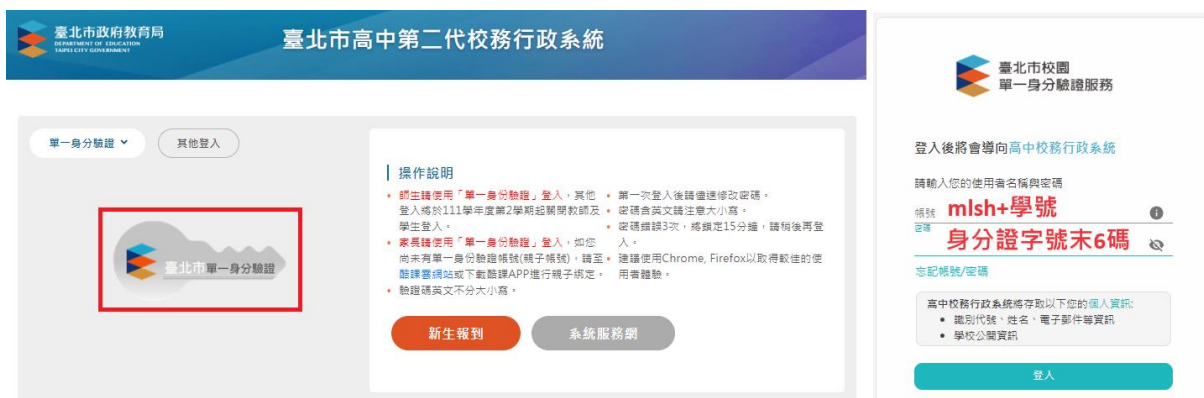 臺北市政府教育局
DEPARTMENT OF EDUCATION
TAIPEI CITY GOVERNMENT
臺北市高中第二代校務行政系統
單一身分驗證
其他登入
臺北市單一身分驗證
操作說明
師生請使用「單一身份驗證」登入，其他
登入將於111學年度第2學期起關閉教師及
學生登入。
家長請使用「單一身份驗證」登入，如您
尚未有單一身份驗證帳號(親子帳號)，請至
酷課雲網站或下載酷課APP進行親子綁定。
驗證碼英文不分大小寫。
第一次登入後請儘速修改密碼。
密碼含英文請注意大小寫。
密碼錯誤3次，將鎖定15分鐘，請稍後再登
入。
建議使用Chrome, Firefox以取得較佳的使
用者體驗。
新生報到
系統服務網
臺北市校園
單一身分驗證服務
登入後將會導向高中校務行政系統
請輸入您的使用者名稱與密碼
帳號
mlsh+學號
密碼
身分證字號末6碼
忘記帳號/密碼
高中校務行政系統將存取以下您的個人資訊:
識別代號、姓名、電子郵件等資訊
學校公開資訊
登入